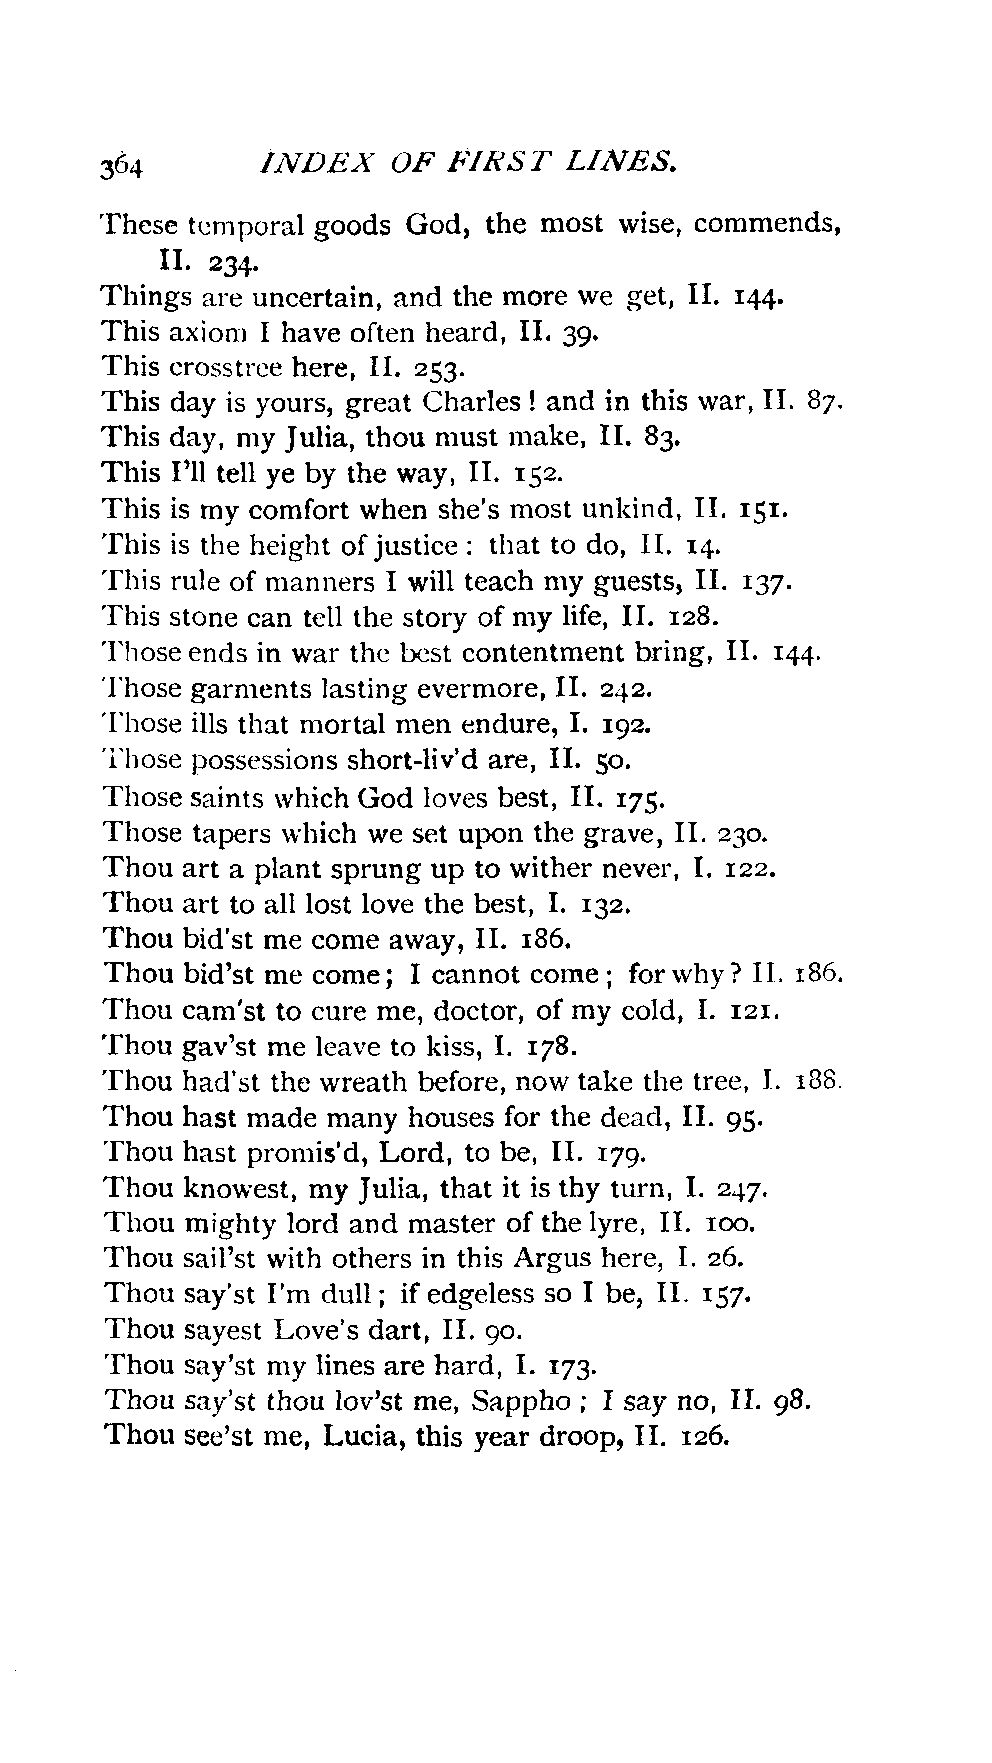 364 INDEX OF FIRST LINES.
These temporal goods God, the most wise, commends,
II. 234.
Things are uncertain, and the more we get, II. 144.
This axiom I have often heard, II. 39.
This crosstree here, II. 253.
This day is yours, great Charles ! and in this war, II. 87.
This day, my Julia, thou must make, II. 83.
This I'll tell ye by the way, II. 152.
This is my comfort when she's most unkind, II. 151.
This is the height of justice : that to do, II. 14.
This rule of manners I will teach my guests, II. 137.
This stone can tell the story of my life, II. 128.
Those ends in war the best contentment bring, II. 144.
Those garments lasting evermore, II. 242.
Those ills that mortal men endure, I. 192.
Those possessions short-liv'd are, II. 50.
Those saints which God loves best, II. 175.
Those tapers which we set upon the grave, II. 230.
Thou art a plant sprung up to wither never, I. 122.
Thou art to all lost love the best, I. 132.
Thou bid'st me come away, II. 186.
Thou bid'st me come ; I cannot come ; for why ? II. 186.
Thou cam'st to cure me, doctor, of my cold, I. 121.
Thou gav'st me leave to kiss, I. 178.
Thou had'st the wreath before, now take the tree, I. 188.
Thou hast made many houses for the dead, II. 95.
Thou hast promis'd, Lord, to be, II. 179.
Thou knowest, my Julia, that it is thy turn, I. 247.
Thou mighty lord and master of the lyre, II. 100.
Thou sail'st with others in this Argus here, I. 26.
Thou say'st I'm dull ; if edgeless so I be, II. 157.
Thou sayest Love's dart, II. 90.
Thou say'st my lines are hard, I. 173.
Thou say'st thou lov'st me, Sappho ; I say no, II. 98.
Thou see'st me, Lucia, this year droop, II. 126.